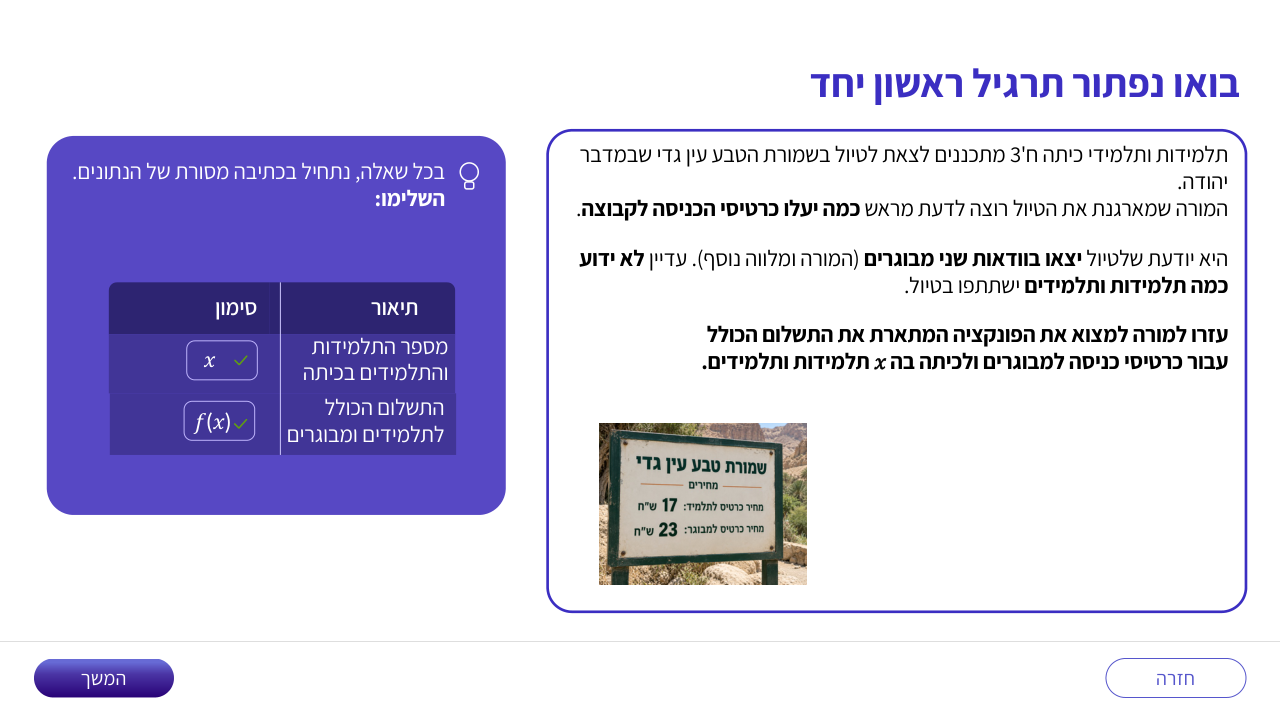 בואו נפתור תרגיל ראשון יחד
תלמידות ותלמידי כיתה ח'3 מתכננים לצאת לטיול בשמורת הטבע עין גדי שבמדבר
יהודה.
המורה שמארגנת את הטיול רוצה לדעת מראש כמה יעלו כרטיסי הכניסה לקבוצה.
היא יודעת שלטיול יצאו בוודאות שני מבוגרים (המורה ומלווה נוסף). עדיין לא ידוע
כמה תלמידות ותלמידים ישתתפו בטיול.
עזרו למורה למצוא את הפונקציה המתארת את התשלום הכולל
עבור כרטיסי כניסה למבוגרים ולכיתה בה x תלמידות ותלמידים.
שמורת טבע עין גדי
מחירים
מחיר כרטיס לתלמיד: 17 ש"ח
מחיר כרטיס למבוגר: 23 ש"ח
בכל שאלה, נתחיל בכתיבה מסורת של הנתונים.
השלימו:
תיאור סימון
מספר התלמידות
והתלמידים בכיתה
x ✓
התשלום הכולל
לתלמידים ומבוגרים
f(x) ✓
חזרה
המשך